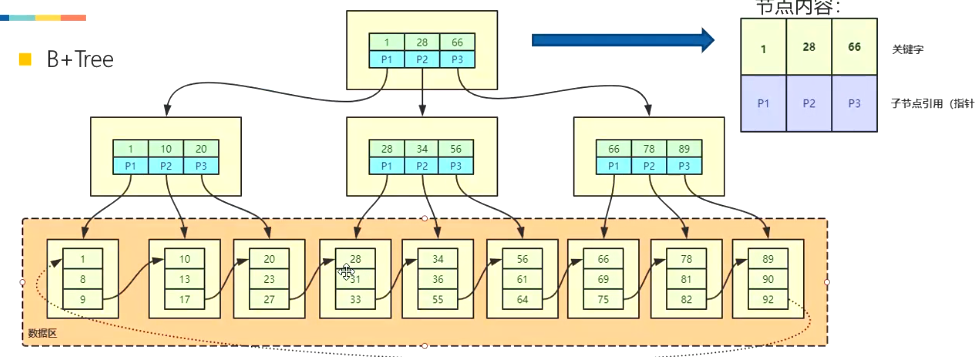 节点内容：
B+Tree
1 28 66
P1 P2 P3
1 28 66
关键字
P1 P2 P3
子节点引用（指针
1 10 20
P1 P2 P3
28 34 56
P1 P2 P3
66 78 89
P1 P2 P3
1 10 20 28 34 56 66 78 89
8 13 23 31 36 61 69 81 90
9 17 27 33 55 64 75 82 92
数据区